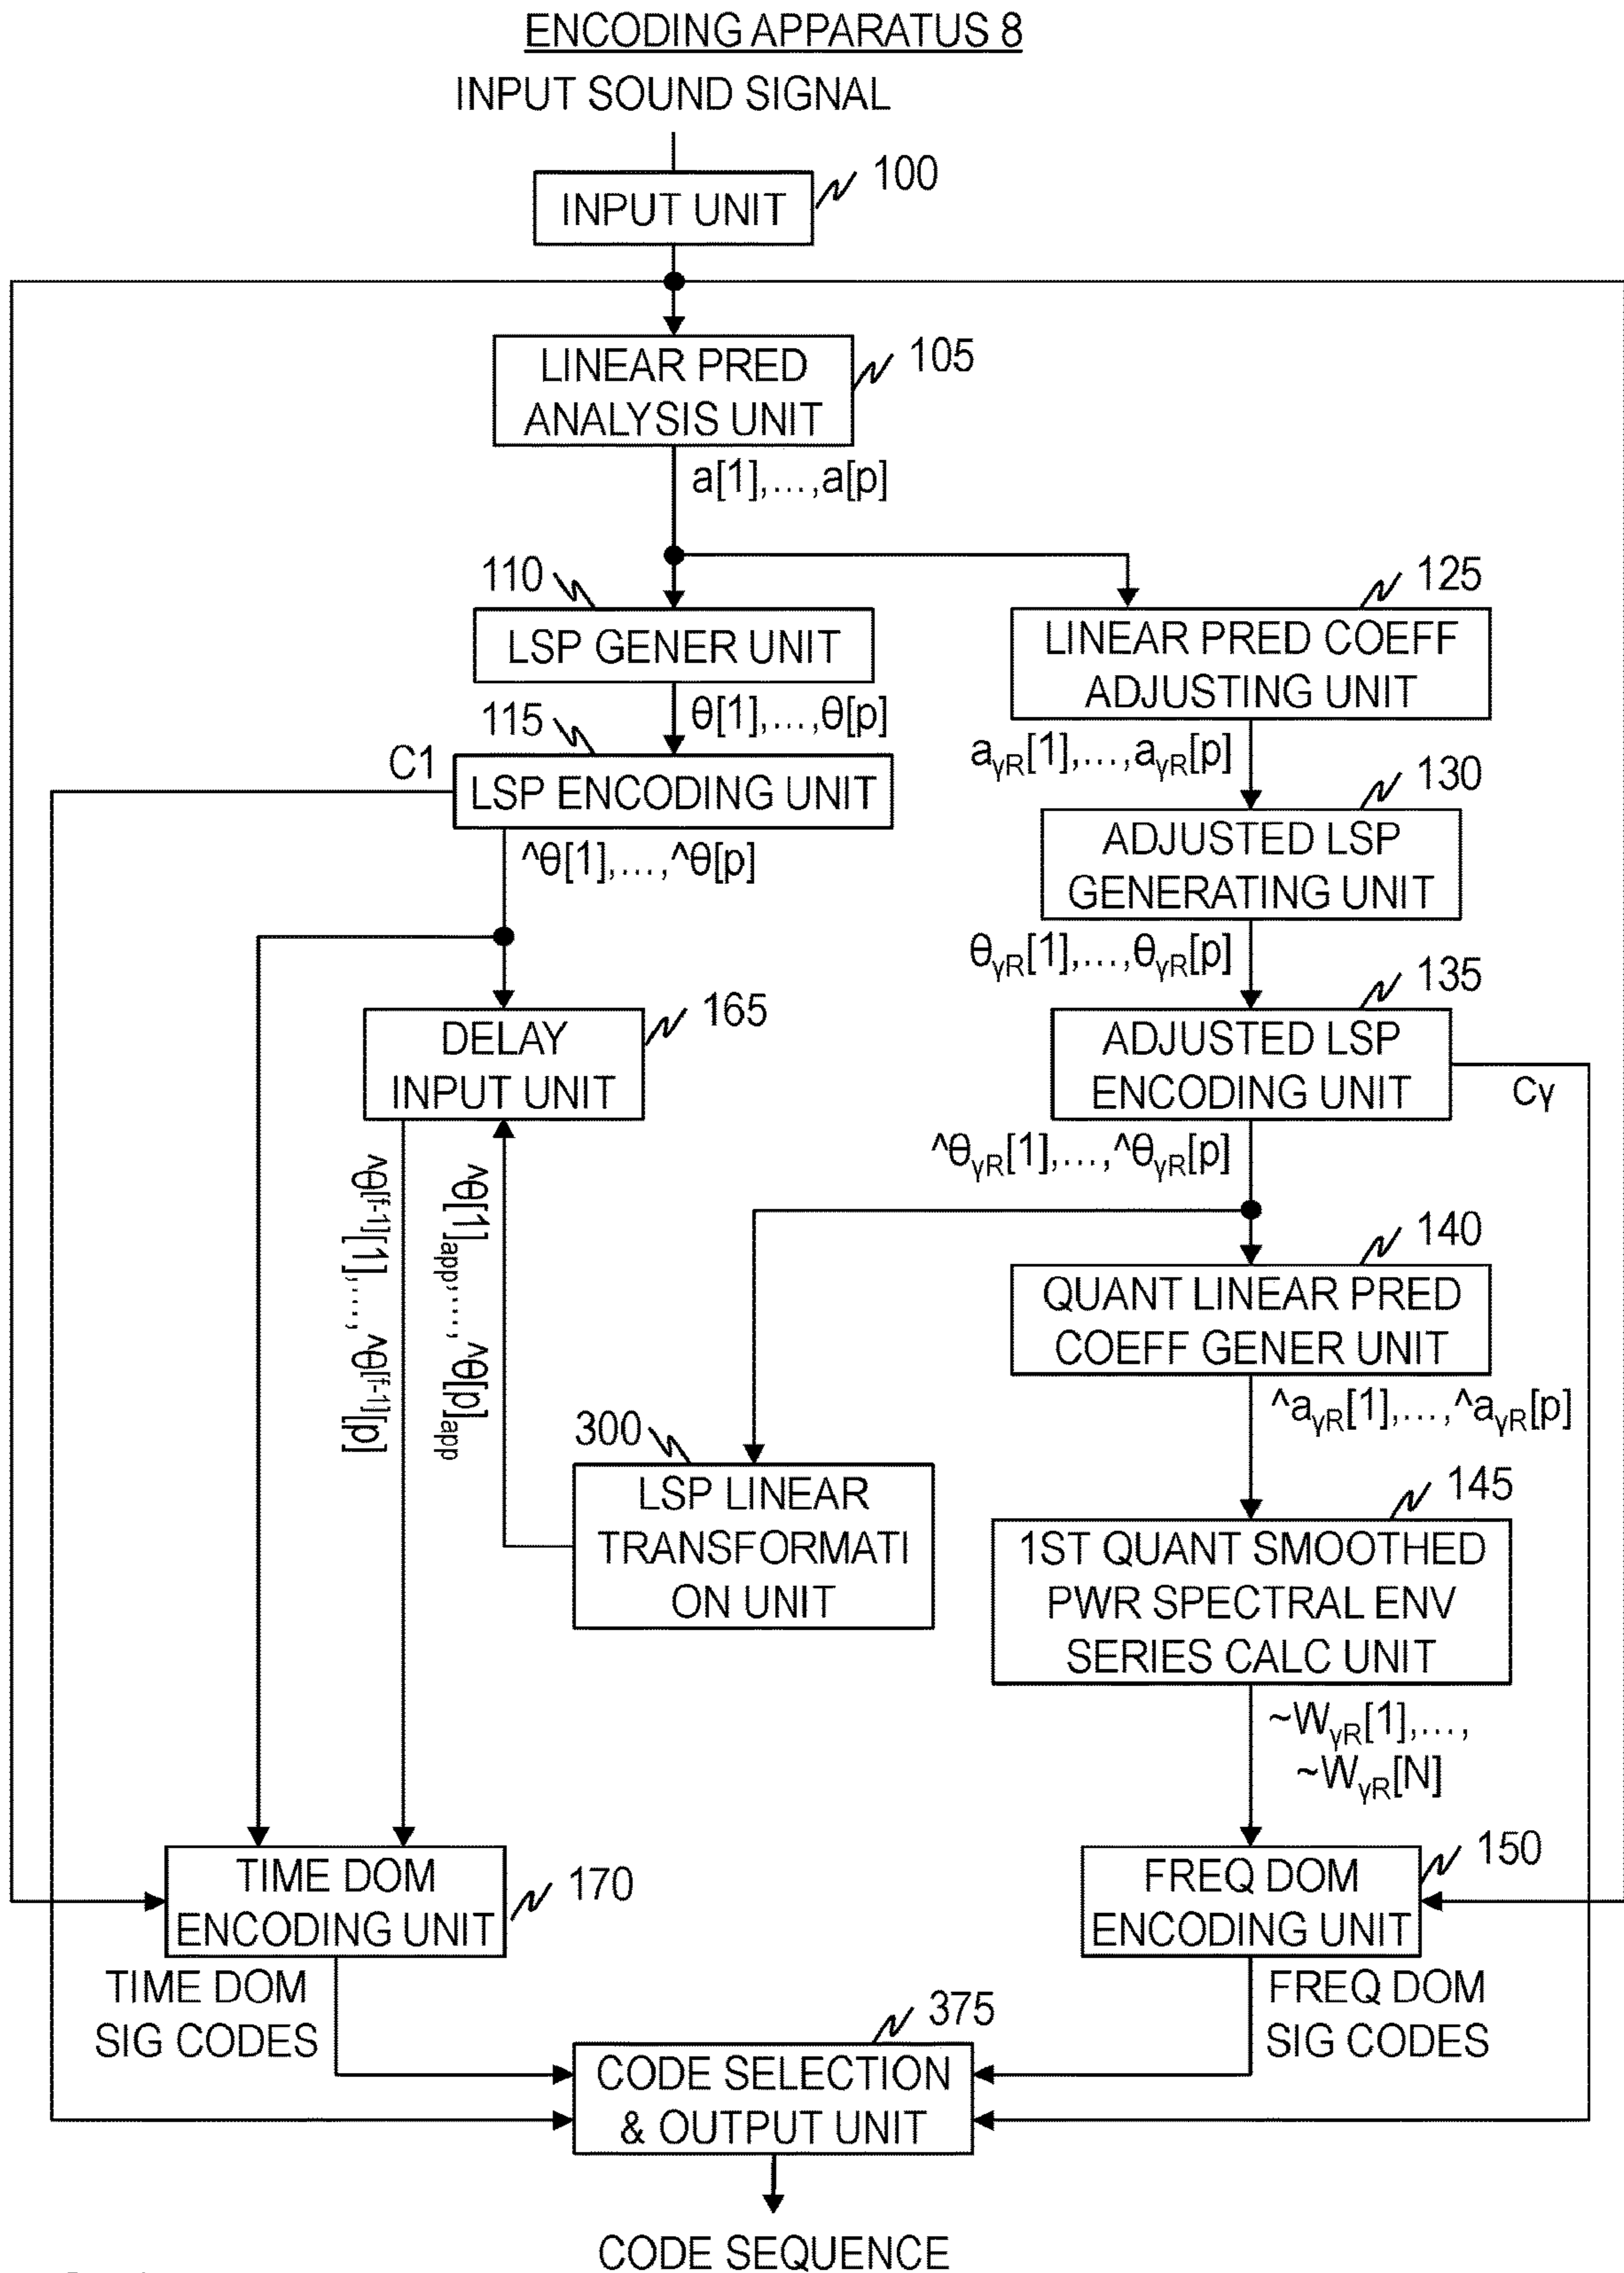 ENCODING APPARATUS 8
INPUT SOUND SIGNAL
INPUT UNIT
100
LINEAR PRED
ANALYSIS UNIT
105
a[1],...,a[p]
110
LSP GENER UNIT
θ[1],...,θ[p]
115
C1
LSP ENCODING UNIT
^θ[1],...,^θ[p]
125
LINEAR PRED COEFF
ADJUSTING UNIT
aγR[1],...,aγR[p]
130
ADJUSTED LSP
GENERATING UNIT
θγR[1],...,θγR[p]
135
ADJUSTED LSP
ENCODING UNIT
Cγ
^θγR[1],...,^θγR[p]
165
DELAY
INPUT UNIT
^θ[f-1][1],..., ^θ[f-1][p]
^θ[1]app,..., ^θ[p]app
140
QUANT LINEAR PRED
COEFF GENER UNIT
^aγR[1],...,^aγR[p]
300
LSP LINEAR
TRANSFORMATI
ON UNIT
145
1ST QUANT SMOOTHED
PWR SPECTRAL ENV
SERIES CALC UNIT
~WγR[1],...,
~WγR[N]
TIME DOM
ENCODING UNIT
170
FREQ DOM
ENCODING UNIT
150
TIME DOM
SIG CODES
FREQ DOM
SIG CODES
375
CODE SELECTION
& OUTPUT UNIT
CODE SEQUENCE